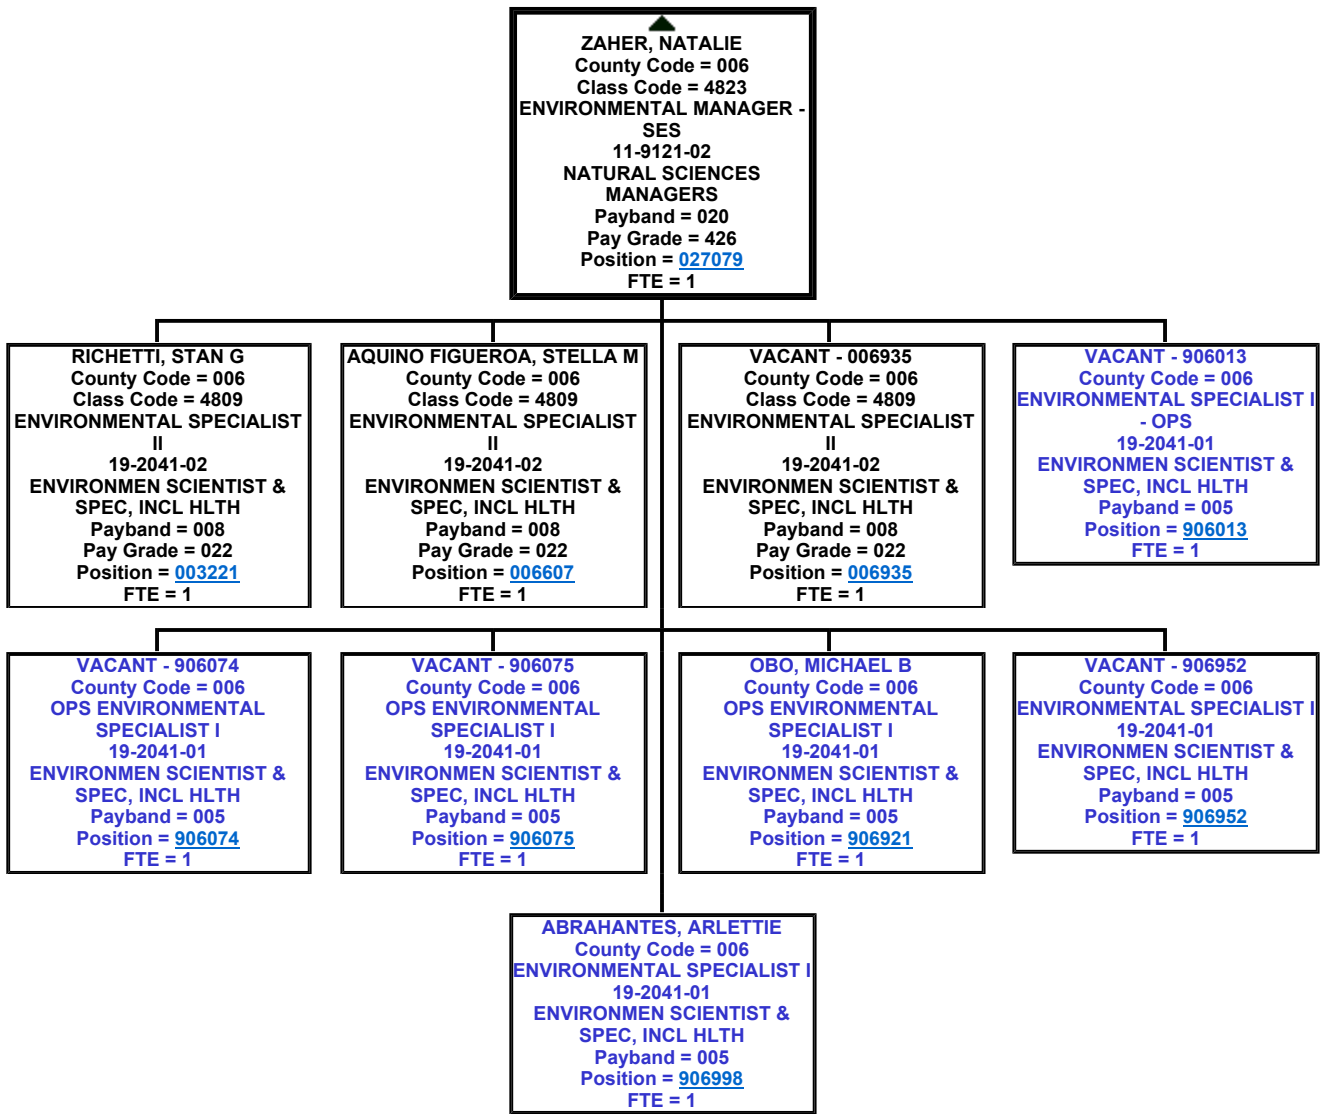 ZAHER, NATALIE
County Code = 006
Class Code = 4823
ENVIRONMENTAL MANAGER -
SES
11-9121-02
NATURAL SCIENCES
MANAGERS
Payband = 020
Pay Grade = 426
Position = 027079
FTE = 1
RICHETTI, STAN G
County Code = 006
Class Code = 4809
ENVIRONMENTAL SPECIALIST
II
19-2041-02
ENVIRONMEN SCIENTIST &
SPEC, INCL HLTH
Payband = 008
Pay Grade = 022
Position = 003221
FTE = 1
AQUINO FIGUEROA, STELLA M
County Code = 006
Class Code = 4809
ENVIRONMENTAL SPECIALIST
II
19-2041-02
ENVIRONMEN SCIENTIST &
SPEC, INCL HLTH
Payband = 008
Pay Grade = 022
Position = 006607
FTE = 1
VACANT - 006935
County Code = 006
Class Code = 4809
ENVIRONMENTAL SPECIALIST
II
19-2041-02
ENVIRONMEN SCIENTIST &
SPEC, INCL HLTH
Payband = 008
Pay Grade = 022
Position = 006935
FTE = 1
VACANT - 906013
County Code = 006
ENVIRONMENTAL SPECIALIST I
- OPS
19-2041-01
ENVIRONMEN SCIENTIST &
SPEC, INCL HLTH
Payband = 005
Position = 906013
FTE = 1
VACANT - 906074
County Code = 006
OPS ENVIRONMENTAL
SPECIALIST I
19-2041-01
ENVIRONMEN SCIENTIST &
SPEC, INCL HLTH
Payband = 005
Position = 906074
FTE = 1
VACANT - 906075
County Code = 006
OPS ENVIRONMENTAL
SPECIALIST I
19-2041-01
ENVIRONMEN SCIENTIST &
SPEC, INCL HLTH
Payband = 005
Position = 906075
FTE = 1
OBO, MICHAEL B
County Code = 006
OPS ENVIRONMENTAL
SPECIALIST I
19-2041-01
ENVIRONMEN SCIENTIST &
SPEC, INCL HLTH
Payband = 005
Position = 906921
FTE = 1
VACANT - 906952
County Code = 006
ENVIRONMENTAL SPECIALIST I
19-2041-01
ENVIRONMEN SCIENTIST &
SPEC, INCL HLTH
Payband = 005
Position = 906952
FTE = 1
ABRAHANTES, ARLETTIE
County Code = 006
ENVIRONMENTAL SPECIALIST I
19-2041-01
ENVIRONMEN SCIENTIST &
SPEC, INCL HLTH
Payband = 005
Position = 906998
FTE = 1